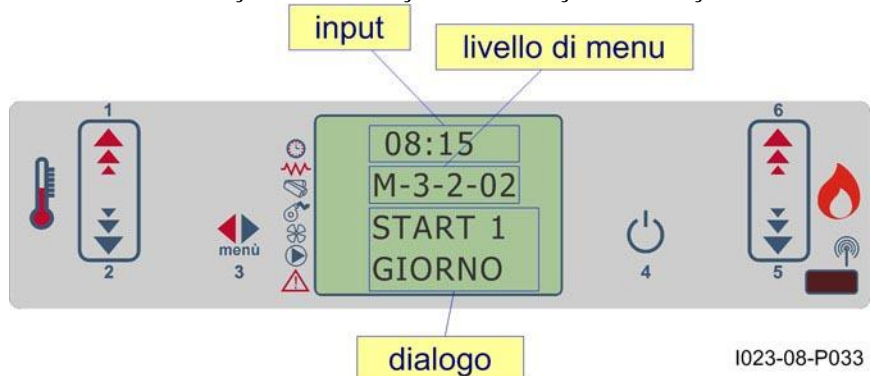 input
livello di menu
1
6
08:15
M-3-2-02
START 1
GIORNO
menù
2
3
4
5
dialogo
I023-08-P033